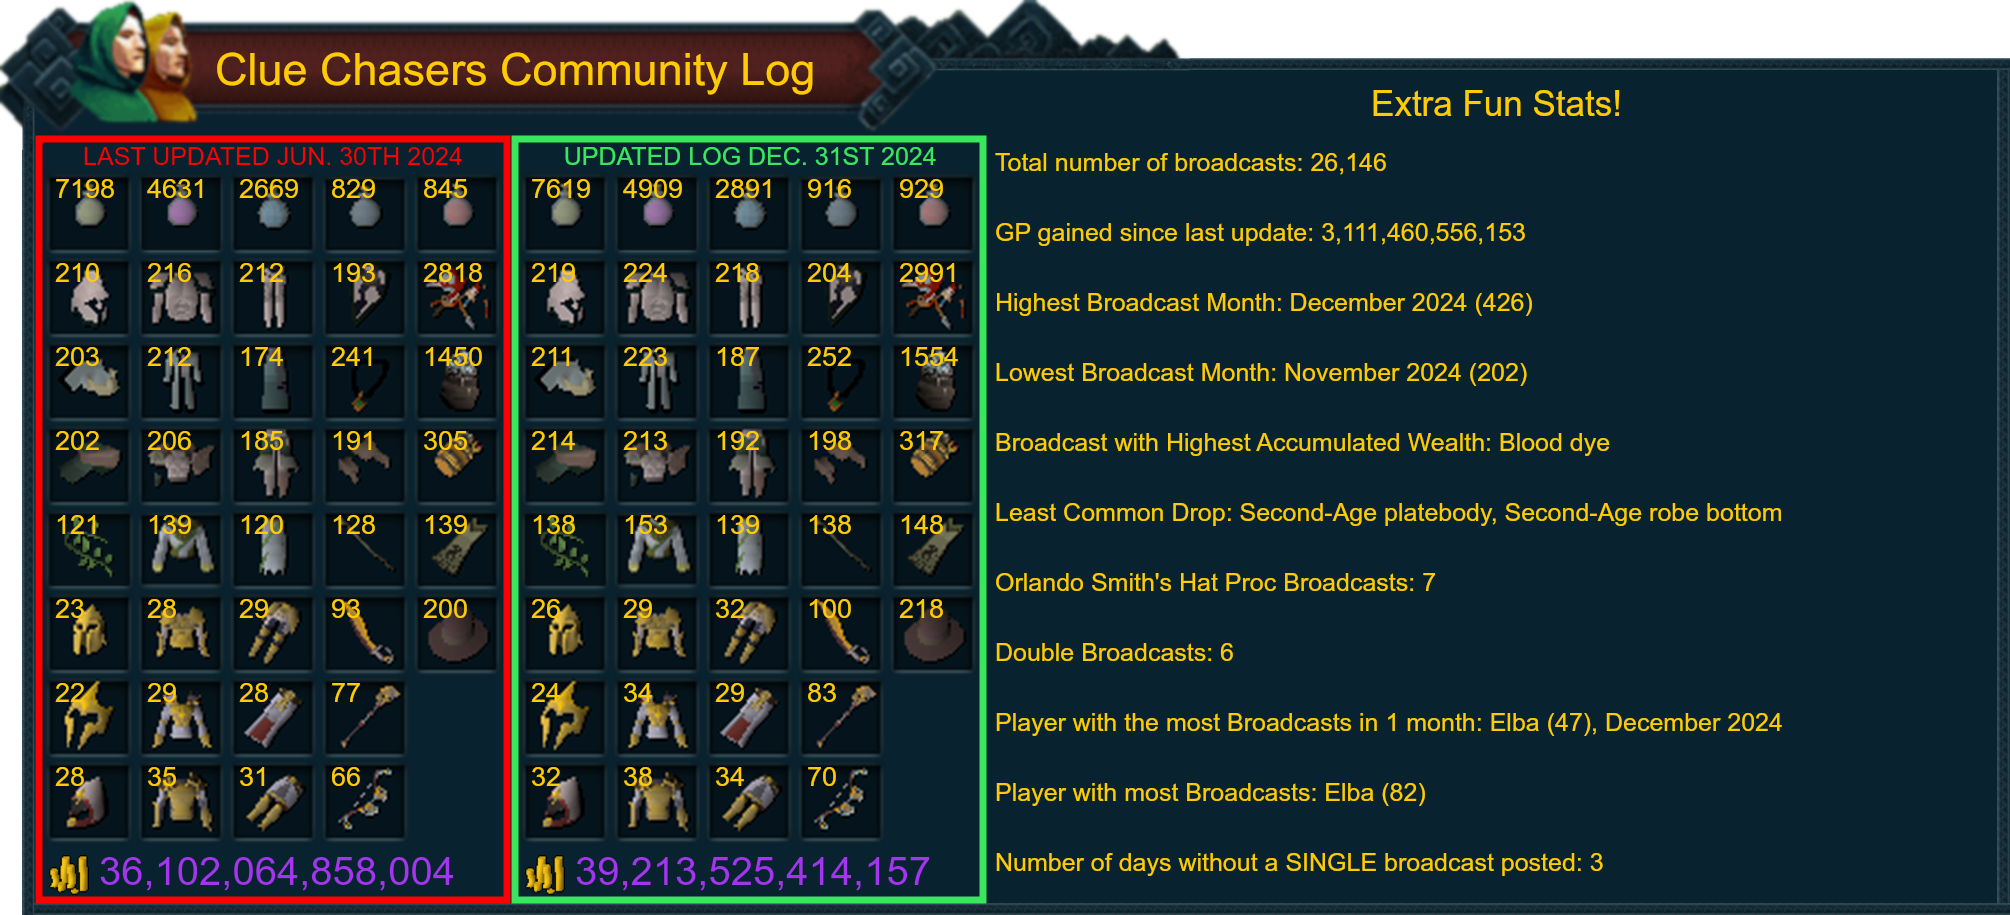 Clue Chasers Community Log
LAST UPDATED JUN. 30TH 2024
7198 4631 2669 829 845
210 216 212 193 2818
203 212 174 241 1450
202 206 185 191 305
121 139 120 128 139
23 28 29 93 200
22 29 28 77
28 35 31 66
36,102,064,858,004
UPDATED LOG DEC. 31ST 2024
7619 4909 2891 916 929
219 224 218 204 2991
211 223 187 252 1554
214 213 192 198 317
138 153 139 138 148
26 29 32 100 218
24 34 29 83
32 38 34 70
39,213,525,414,157
Extra Fun Stats!
Total number of broadcasts: 26,146
GP gained since last update: 3,111,460,556,153
Highest Broadcast Month: December 2024 (426)
Lowest Broadcast Month: November 2024 (202)
Broadcast with Highest Accumulated Wealth: Blood dye
Least Common Drop: Second-Age platebody, Second-Age robe bottom
Orlando Smith's Hat Proc Broadcasts: 7
Double Broadcasts: 6
Player with the most Broadcasts in 1 month: Elba (47), December 2024
Player with most Broadcasts: Elba (82)
Number of days without a SINGLE broadcast posted: 3